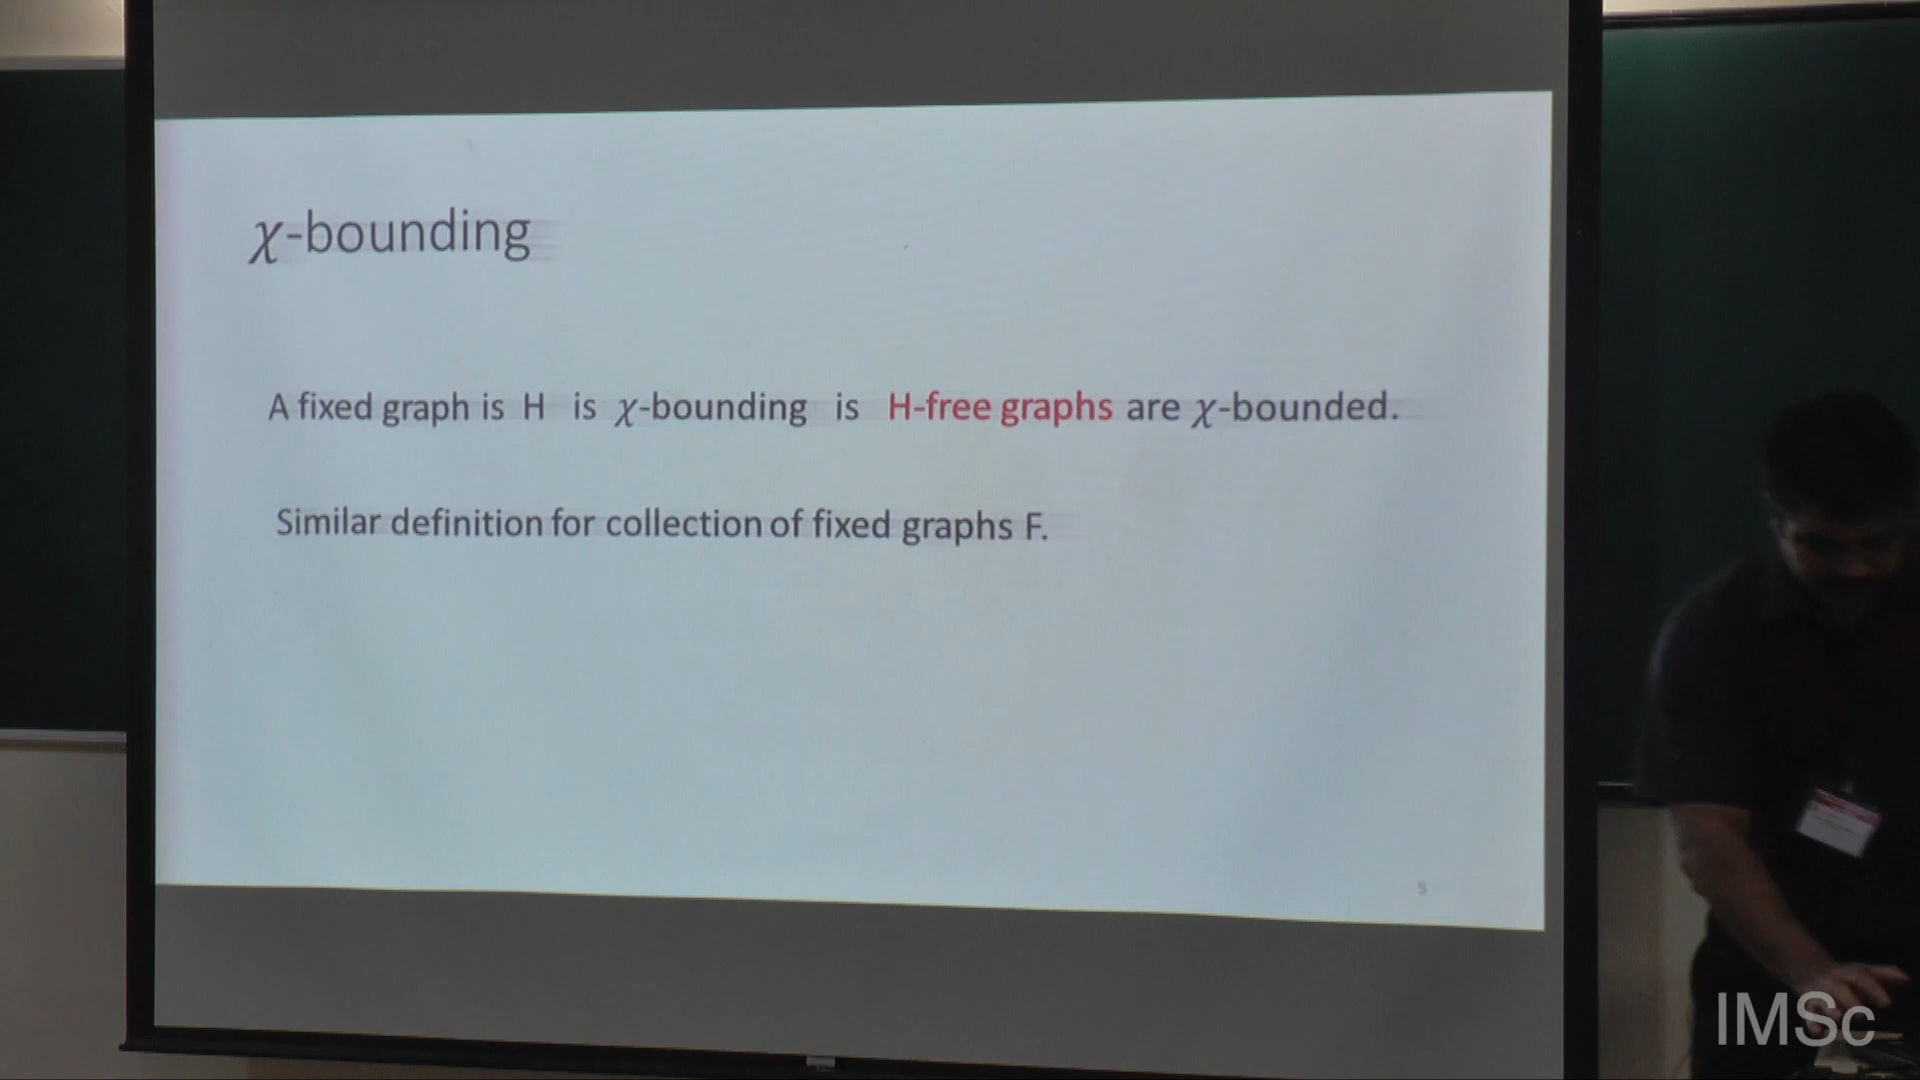 χ-bounding
A fixed graph is H is χ-bounding is H-free graphs are χ-bounded.
Similar definition for collection of fixed graphs F.
5
IMSc